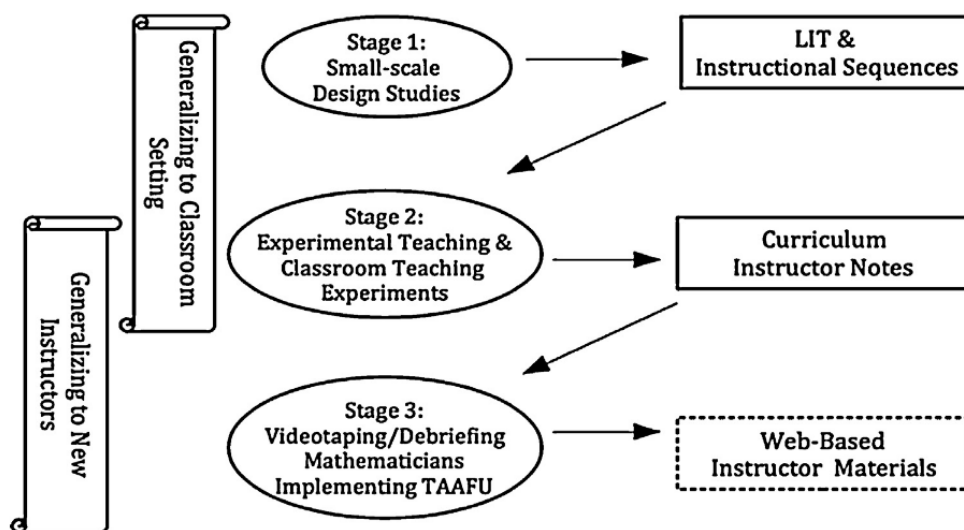 Generalizing to Classroom
Setting
Generalizing to New
Instructors
Stage 1:
Small-scale
Design Studies
LIT &
Instructional Sequences
Stage 2:
Experimental Teaching &
Classroom Teaching
Experiments
Curriculum
Instructor Notes
Stage 3:
Videotaping/Debriefing
Mathematicians
Implementing TAAFU
Web-Based
Instructor Materials